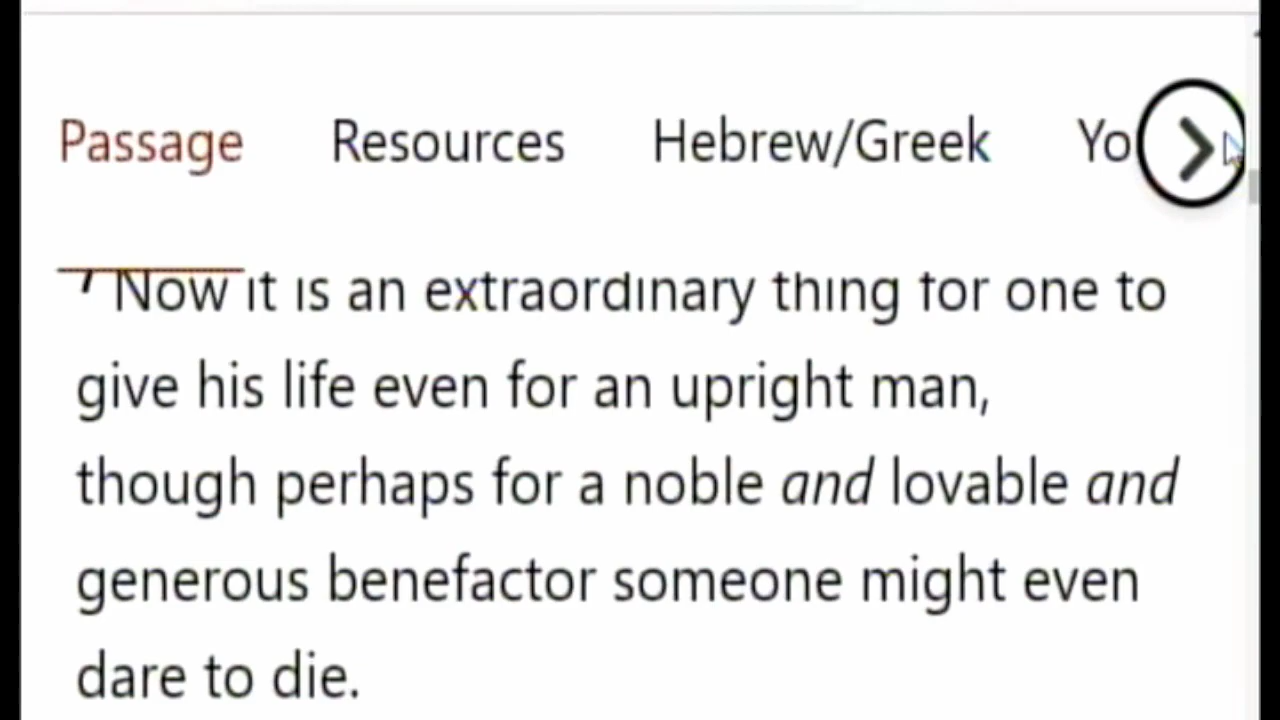 Passage Resources Hebrew/Greek Yo
7 Now it is an extraordinary thing for one to
give his life even for an upright man,
though perhaps for a noble and lovable and
generous benefactor someone might even
dare to die.